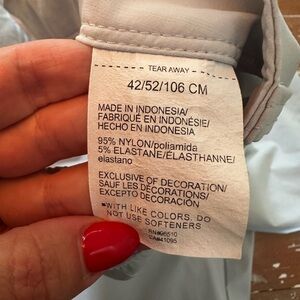 TEAR AWAY
42/52/106 CM
MADE IN INDONESIA/
FABRIQUÉ EN INDONÉSIE/
HECHO EN INDONESIA
95% NYLON/poliamida
5% ELASTANE/ÉLASTHANNE/
elastano
EXCLUSIVE OF DECORATION/
SAUF LES DÉCORATIONS/
EXCEPTO DECORACIÓN
*WITH LIKE COLORS. DO
NOT USE SOFTENERS